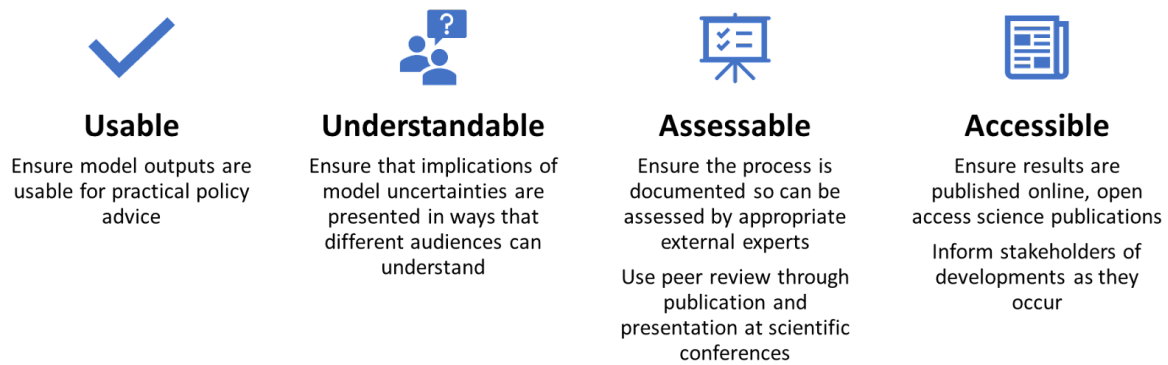 ?
Usable
Ensure model outputs are
usable for practical policy
advice
Understandable
Ensure that implications of
model uncertainties are
presented in ways that
different audiences can
understand
Assessable
Ensure the process is
documented so can be
assessed by appropriate
external experts
Use peer review through
publication and
presentation at scientific
conferences
Accessible
Ensure results are
published online, open
access science publications
Inform stakeholders of
developments as they
occur